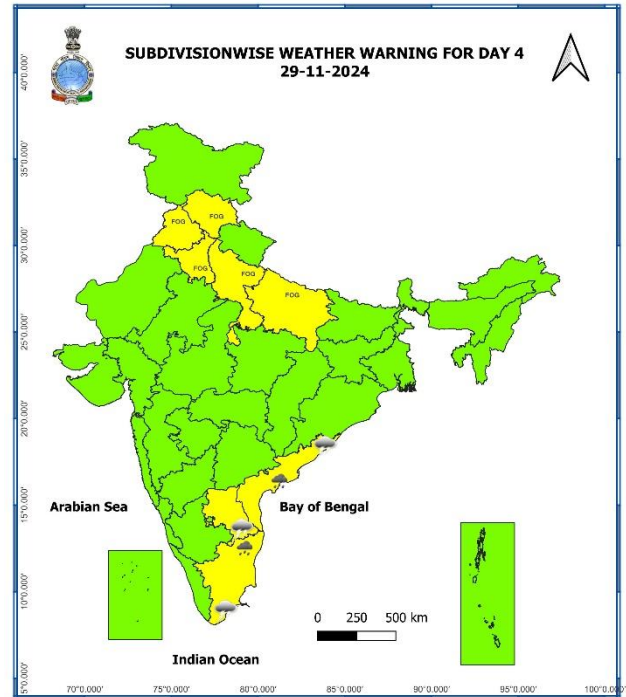 SUBDIVISIONWISE WEATHER WARNING FOR DAY 4
29-11-2024
40°0.000'
35°0.000'
30°0.000'
25°0.000'
20°0.000'
15°0.000'
10°0.000'
5°0.000'
FOG
FOG
FOG
FOG
FOG
Arabian Sea
Bay of Bengal
0 250 500 km
Indian Ocean
70°0.000' 75°0.000' 80°0.000' 85°0.000' 90°0.000' 95°0.000' 100°0.000'